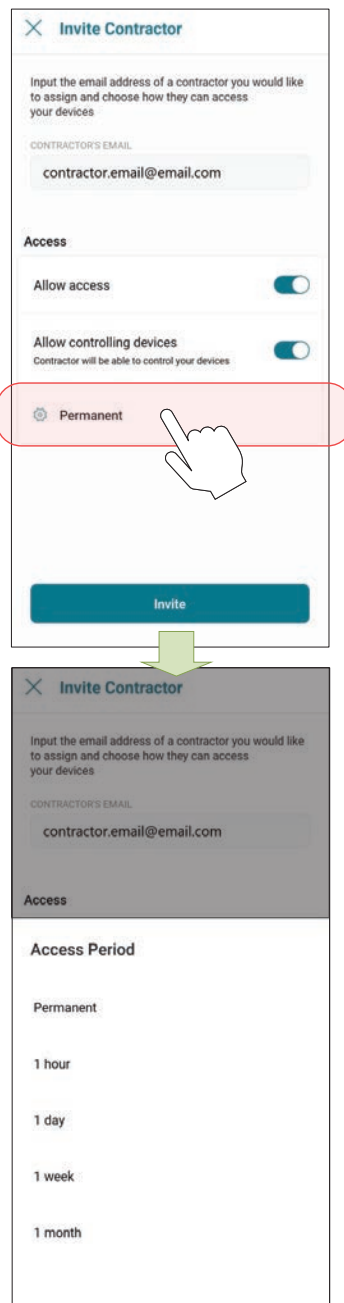 Invite Contractor
Input the email address of a contractor you would like
to assign and choose how they can access
your devices
CONTRACTOR'S EMAIL
contractor.email@email.com
Access
Allow access
Allow controlling devices
Contractor will be able to control your devices
Permanent
Invite
Invite Contractor
Input the email address of a contractor you would like
to assign and choose how they can access
your devices
CONTRACTOR'S EMAIL
contractor.email@email.com
Access
Access Period
Permanent
1 hour
1 day
1 week
1 month